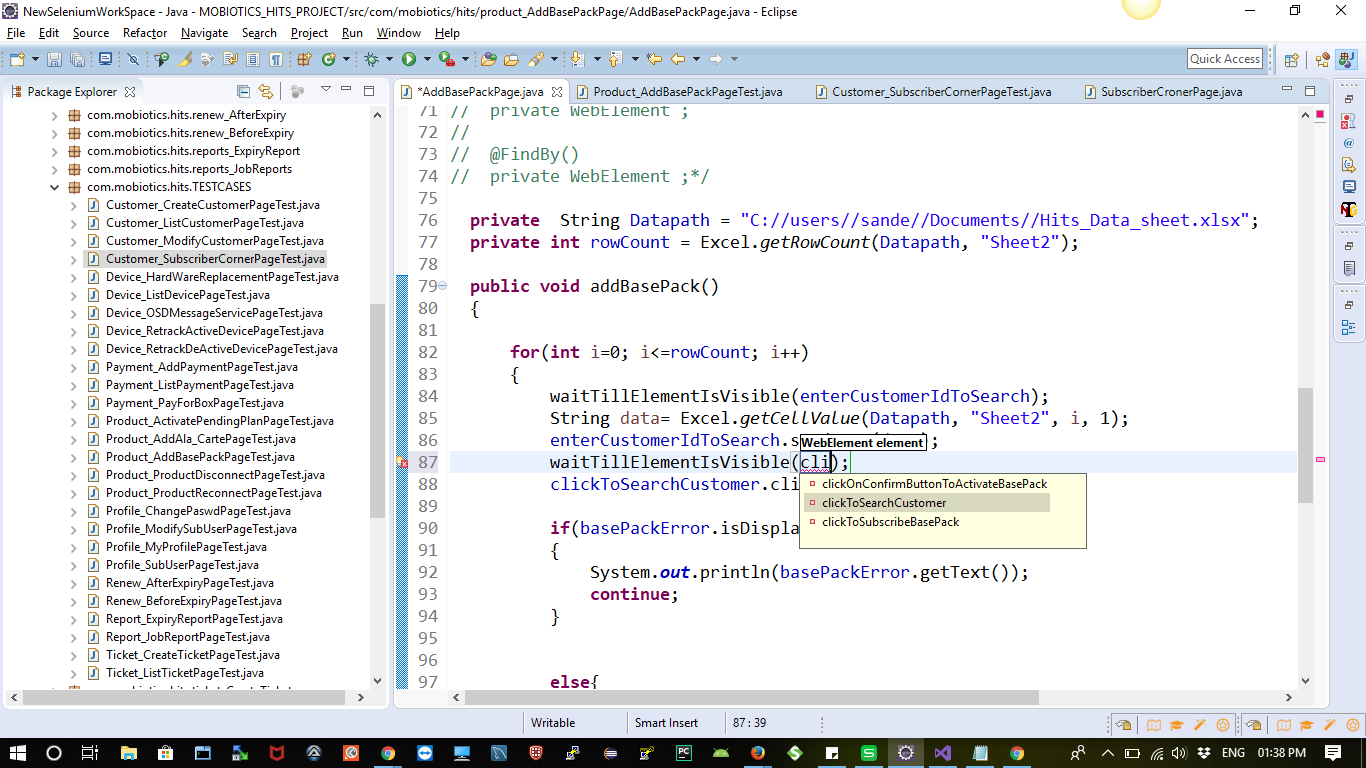 NewSeleniumWorkSpace - Java - MOBIOTICS_HITS_PROJECT/src/com/mobiotics/hits/product_AddBasePackPage/AddBasePackPage.java - Eclipse
File Edit Source Refactor Navigate Search Project Run Window Help
Quick Access
Package Explorer
*AddBasePackPage.java Product_AddBasePackPageTest.java Customer_SubscriberCornerPageTest.java SubscriberCronerPage.java
com.mobiotics.hits.renew_AfterExpiry
com.mobiotics.hits.renew_BeforeExpiry
com.mobiotics.hits.reports_ExpiryReport
com.mobiotics.hits.reports_JobReports
com.mobiotics.hits.TESTCASES
Customer_CreateCustomerPageTest.java
Customer_ListCustomerPageTest.java
Customer_ModifyCustomerPageTest.java
Customer_SubscriberCornerPageTest.java
Device_HardWareReplacementPageTest.java
Device_ListDevicePageTest.java
Device_OSDMessageServicePageTest.java
Device_RetrackActiveDevicePageTest.java
Device_RetrackDeActiveDevicePageTest.java
Payment_AddPaymentPageTest.java
Payment_ListPaymentPageTest.java
Payment_PayForBoxPageTest.java
Product_ActivatePendingPlanPageTest.java
Product_AddAla_CartePageTest.java
Product_AddBasePackPageTest.java
Product_ProductDisconnectPageTest.java
Product_ProductReconnectPageTest.java
Profile_ChangePaswdPageTest.java
Profile_ModifySubUserPageTest.java
Profile_MyProfilePageTest.java
Profile_SubUserPageTest.java
Renew_AfterExpiryPageTest.java
Renew_BeforeExpiryPageTest.java
Report_ExpiryReportPageTest.java
Report_JobReportPageTest.java
Ticket_CreateTicketPageTest.java
Ticket_ListTicketPageTest.java
71 // private WebElement ;
72 //
73 // @FindBy()
74 // private WebElement ;*/
75
76 private String Datapath = "C://users//sande//Documents//Hits_Data_sheet.xlsx";
77 private int rowCount = Excel.getRowCount(Datapath, "Sheet2");
78
79 public void addBasePack()
80 {
81
82 for(int i=0; i<=rowCount; i++)
83 {
84 waitTillElementIsVisible(enterCustomerIdToSearch);
85 String data= Excel.getCellValue(Datapath, "Sheet2", i, 1);
86 enterCustomerIdToSearch.s ;
WebElement element
87 waitTillElementIsVisible(cli);
88 clickToSearchCustomer.cli
clickOnConfirmButtonToActivateBasePack
clickToSearchCustomer
clickToSubscribeBasePack
89
90 if(basePackError.isDispla
91 {
92 System.out.println(basePackError.getText());
93 continue;
94 }
95
96
97 else{
Writable Smart Insert 87 : 39
ENG 01:38 PM